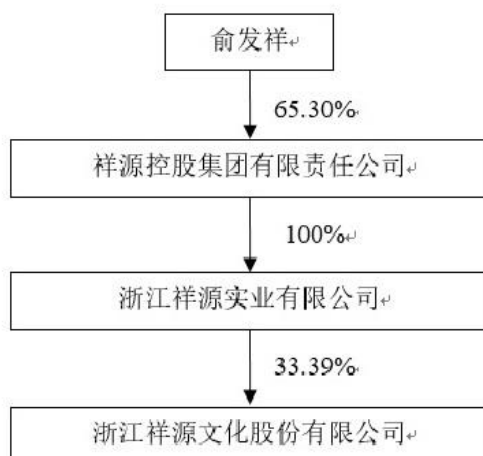 俞发祥
65.30%
祥源控股集团有限责任公司
100%
浙江祥源实业有限公司
33.39%
浙江祥源文化股份有限公司